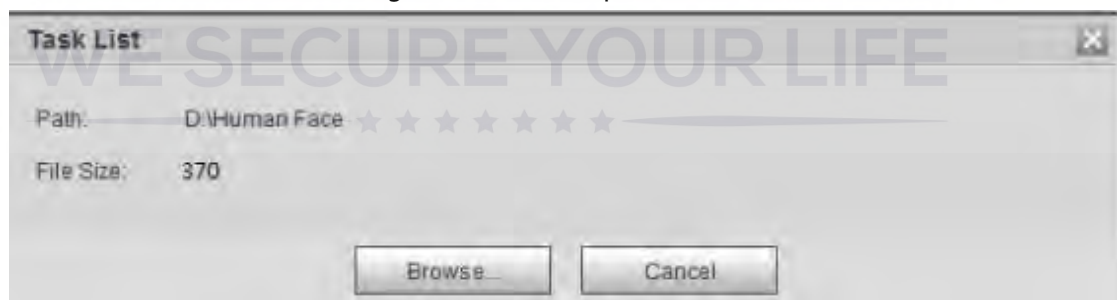 Task List
WE SECURE YOUR LIFE
Path: D:\Human Face
File Size: 370
Browse...
Cancel